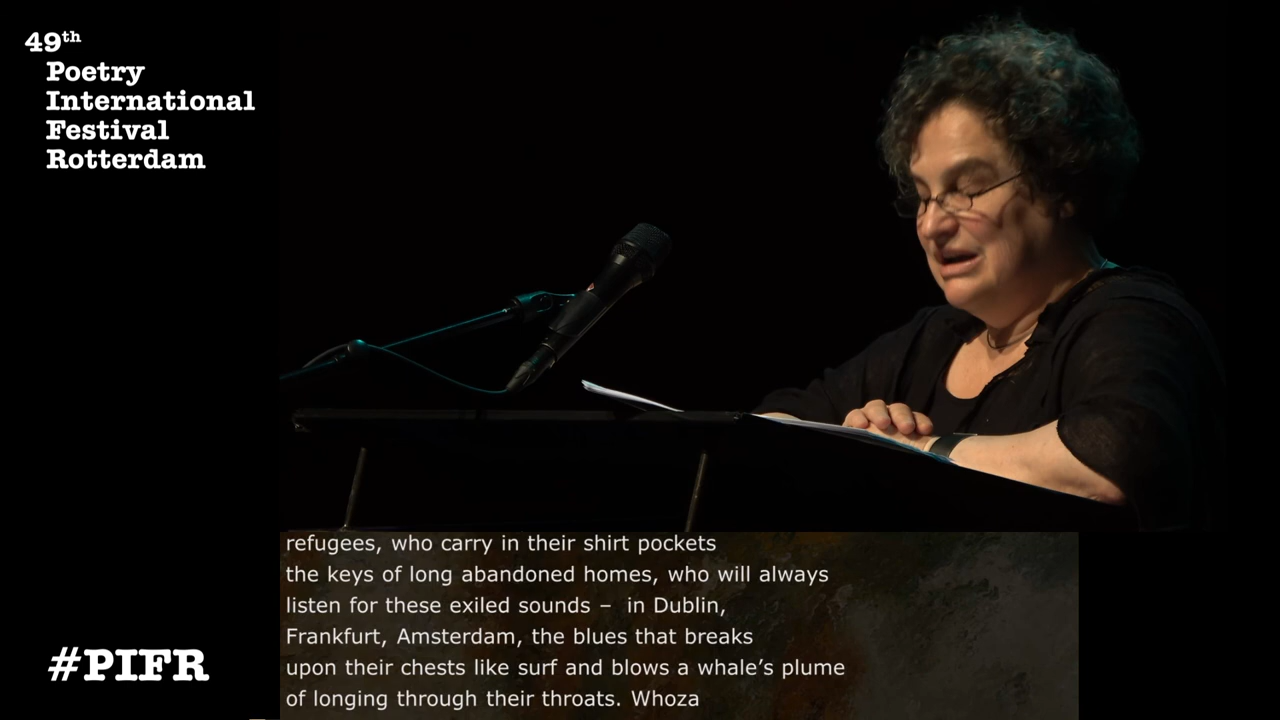 49th
Poetry
International
Festival
Rotterdam
refugees, who carry in their shirt pockets
the keys of long abandoned homes, who will always
listen for these exiled sounds – in Dublin,
Frankfurt, Amsterdam, the blues that breaks
upon their chests like surf and blows a whale’s plume
of longing through their throats. Whoza
#PIFR